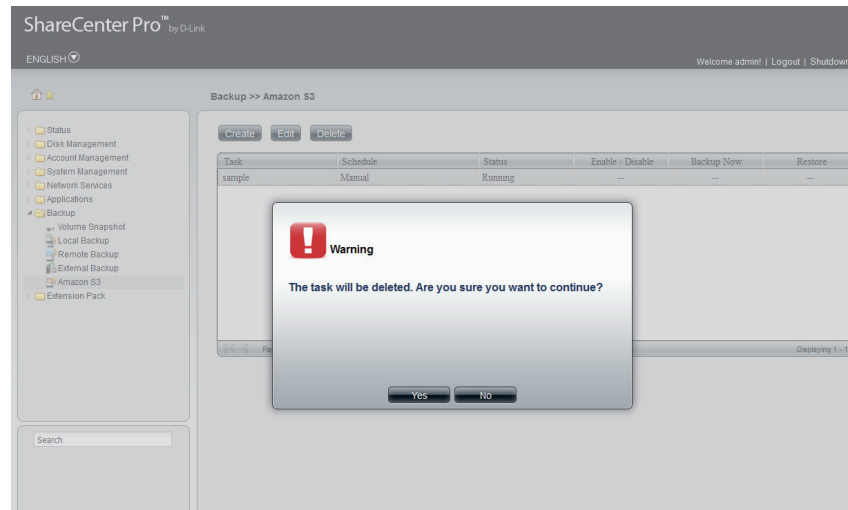 ShareCenter Pro™ by D-Link
ENGLISH
Welcome admin! | Logout | Shutdown
Backup >> Amazon S3
Create Edit Delete
Task Schedule Status Enable / Disable Backup Now Restore
sample Manual Running -- -- --
Status
Disk Management
Account Management
System Management
Network Services
Applications
Backup
Volume Snapshot
Local Backup
Remote Backup
External Backup
Amazon S3
Extension Pack
Warning
The task will be deleted. Are you sure you want to continue?
Displaying 1 - 1
Yes No
Search